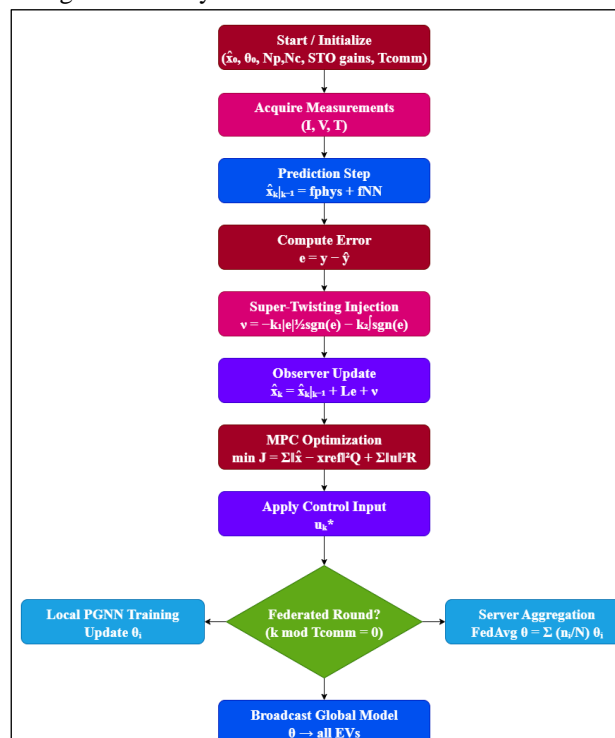 Start / Initialize
(x̂₀, θ₀, Np,Nc, STO gains, Tcomm)
Acquire Measurements
(I, V, T)
Prediction Step
x̂ₖ|ₖ₋₁ = fphys + fNN
Compute Error
e = y − ŷ
Super-Twisting Injection
ν = −k₁|e|½sgn(e) − k₂∫sgn(e)
Observer Update
x̂ₖ = x̂ₖ|ₖ₋₁ + Le + ν
MPC Optimization
min J = Σ‖x̂ − xref‖²Q + Σ‖u‖²R
Apply Control Input
uₖ*
Local PGNN Training
Update θᵢ
Federated Round?
(k mod Tcomm = 0)
Server Aggregation
FedAvg θ = Σ (nᵢ/N) θᵢ
Broadcast Global Model
θ → all EVs